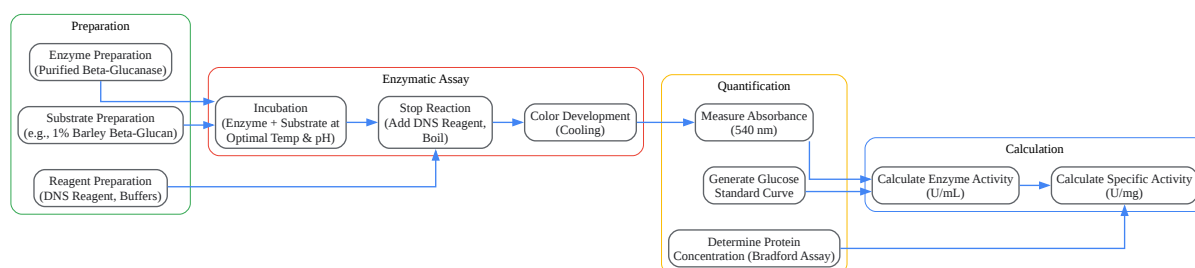 Preparation
Enzyme Preparation
(Purified Beta-Glucanase)
Substrate Preparation
(e.g., 1% Barley Beta-Glucan)
Reagent Preparation
(DNS Reagent, Buffers)
Enzymatic Assay
Incubation
(Enzyme + Substrate at
Optimal Temp & pH)
Stop Reaction
(Add DNS Reagent,
Boil)
Color Development
(Cooling)
Quantification
Measure Absorbance
(540 nm)
Generate Glucose
Standard Curve
Determine Protein
Concentration (Bradford Assay)
Calculation
Calculate Enzyme Activity
(U/mL)
Calculate Specific Activity
(U/mg)